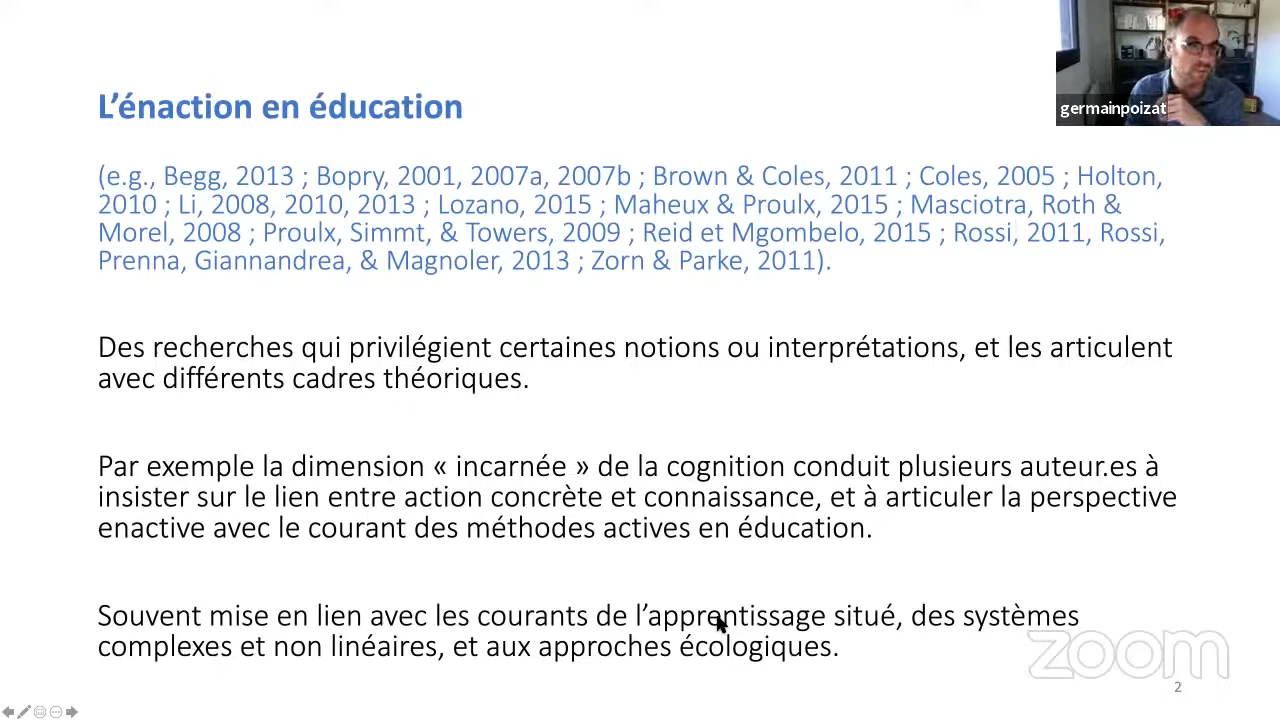 L’énaction en éducation
germainpoizat
(e.g., Begg, 2013 ; Bopry, 2001, 2007a, 2007b ; Brown & Coles, 2011 ; Coles, 2005 ; Holton,
2010 ; Li, 2008, 2010, 2013 ; Lozano, 2015 ; Maheux & Proulx, 2015 ; Masciotra, Roth &
Morel, 2008 ; Proulx, Simmt, & Towers, 2009 ; Reid et Mgombelo, 2015 ; Rossi, 2011, Rossi,
Prenna, Giannandrea, & Magnoler, 2013 ; Zorn & Parke, 2011).
Des recherches qui privilégient certaines notions ou interprétations, et les articulent
avec différents cadres théoriques.
Par exemple la dimension « incarnée » de la cognition conduit plusieurs auteur.es à
insister sur le lien entre action concrète et connaissance, et à articuler la perspective
enactive avec le courant des méthodes actives en éducation.
Souvent mise en lien avec les courants de l’apprentissage situé, des systèmes
complexes et non linéaires, et aux approches écologiques.
zoom
2